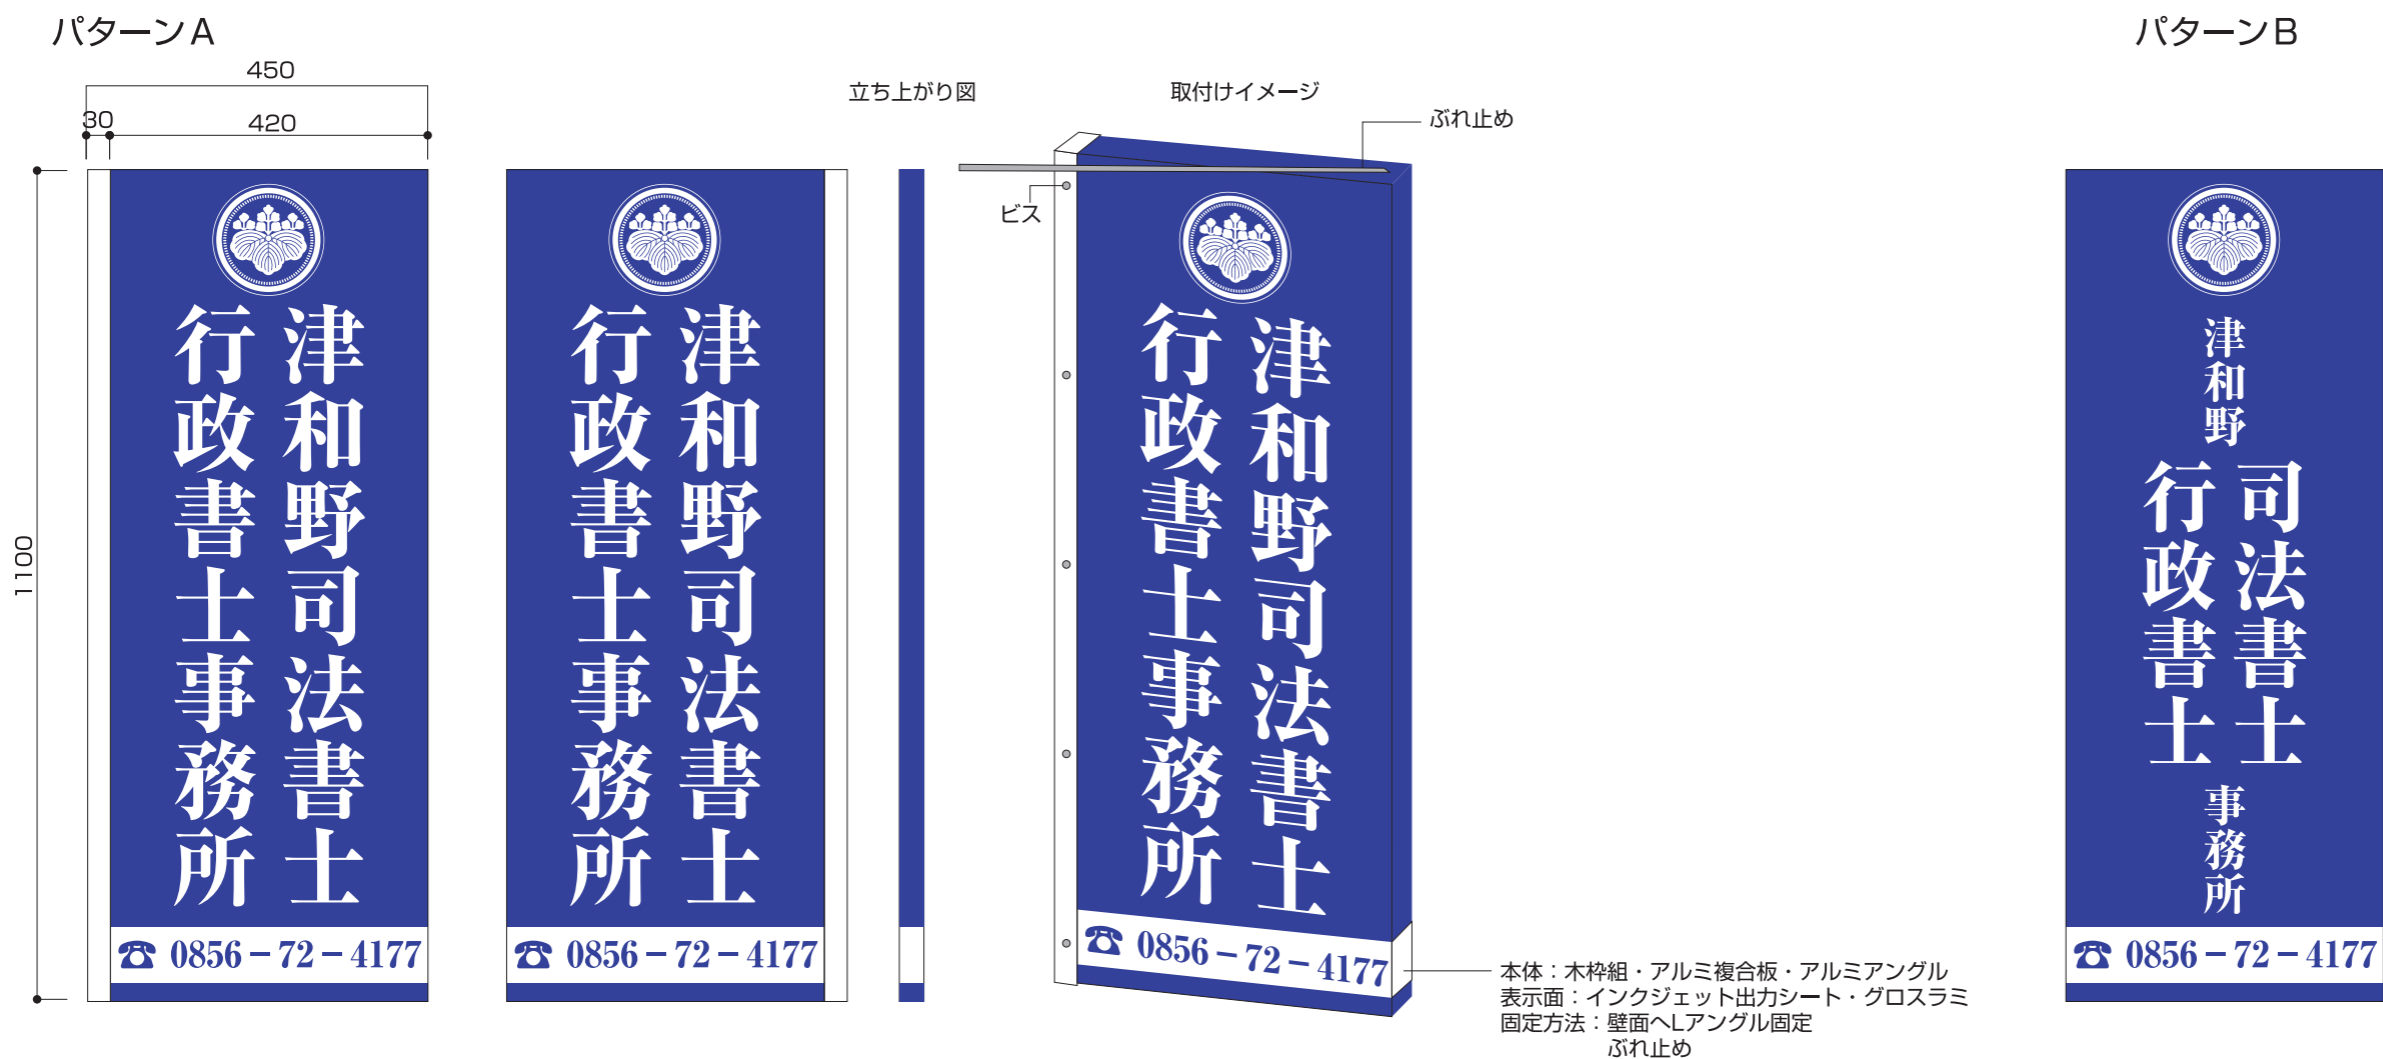 パターンA
450
30
420
1100
津和野司法書士
行政書士事務所
☎ 0856－72－4177
津和野司法書士
行政書士事務所
☎ 0856－72－4177
立ち上がり図
取付けイメージ
ぶれ止め
ビス
津和野司法書士
行政書士事務所
☎ 0856－72－4177
本体：木枠組・アルミ複合板・アルミアングル
表示面：インクジェット出力シート・グロスラミ
固定方法：壁面へLアングル固定
ぶれ止め
パターンB
津和野
司法書士
行政書士
事務所
☎ 0856－72－4177